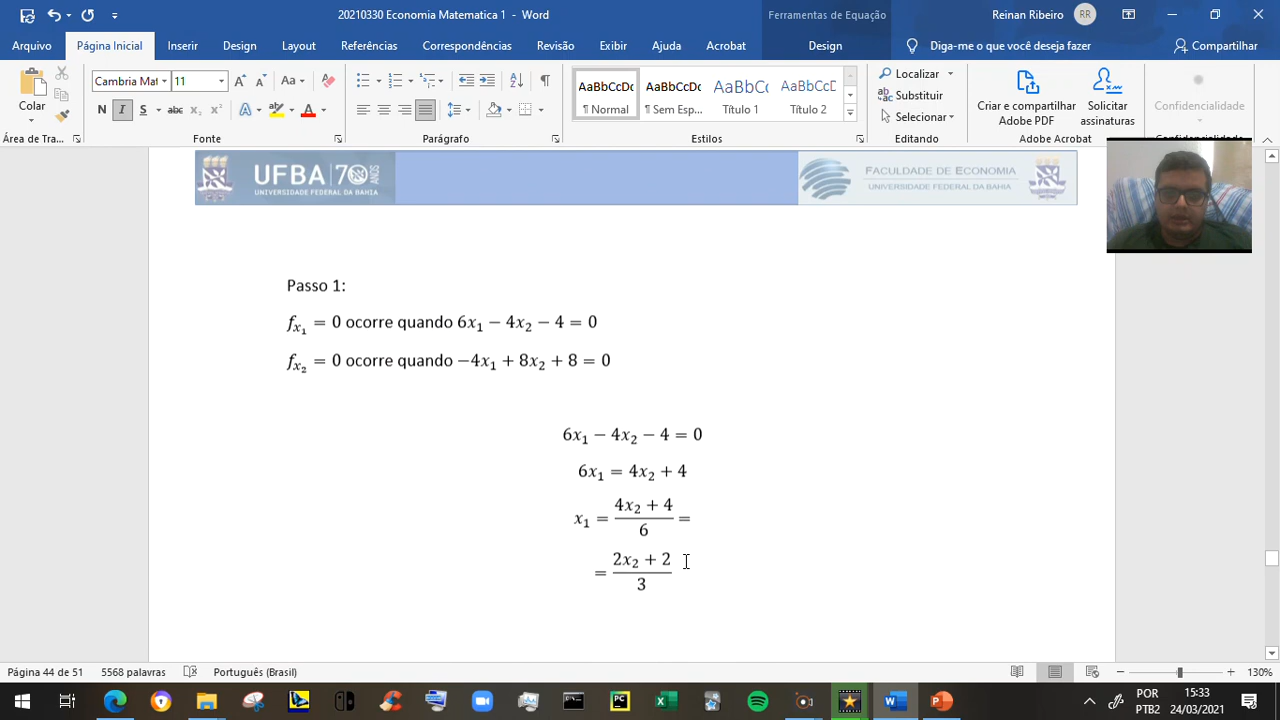 20210330 Economia Matematica 1 - Word
Ferramentas de Equação
Reinan Ribeiro
RR
Arquivo
Página Inicial
Inserir
Design
Layout
Referências
Correspondências
Revisão
Exibir
Ajuda
Acrobat
Design
Diga-me o que você deseja fazer
Compartilhar
Colar
Área de Tra...
Cambria Mat
11
Fonte
Parágrafo
AaBbCcDc
¶ Normal
AaBbCcDc
¶ Sem Esp...
AaBbCc
Título 1
AaBbCcD
Título 2
Estilos
Localizar
Substituir
Selecionar
Editando
Criar e compartilhar
Adobe PDF
Solicitar
assinaturas
Adobe Acrobat
Confidencialidade
Confidencialidade
UFBA | 70 ANOS
UNIVERSIDADE FEDERAL DA BAHIA
FACULDADE DE ECONOMIA
UNIVERSIDADE FEDERAL DA BAHIA
Passo 1:
f_{x_1} = 0 ocorre quando 6x_1 − 4x_2 − 4 = 0
f_{x_2} = 0 ocorre quando −4x_1 + 8x_2 + 8 = 0
6x_1 − 4x_2 − 4 = 0
6x_1 = 4x_2 + 4
x_1 = (4x_2 + 4)/6 =
= (2x_2 + 2)/3
Página 44 de 51
5568 palavras
Português (Brasil)
130%
POR
PTB2
15:33
24/03/2021